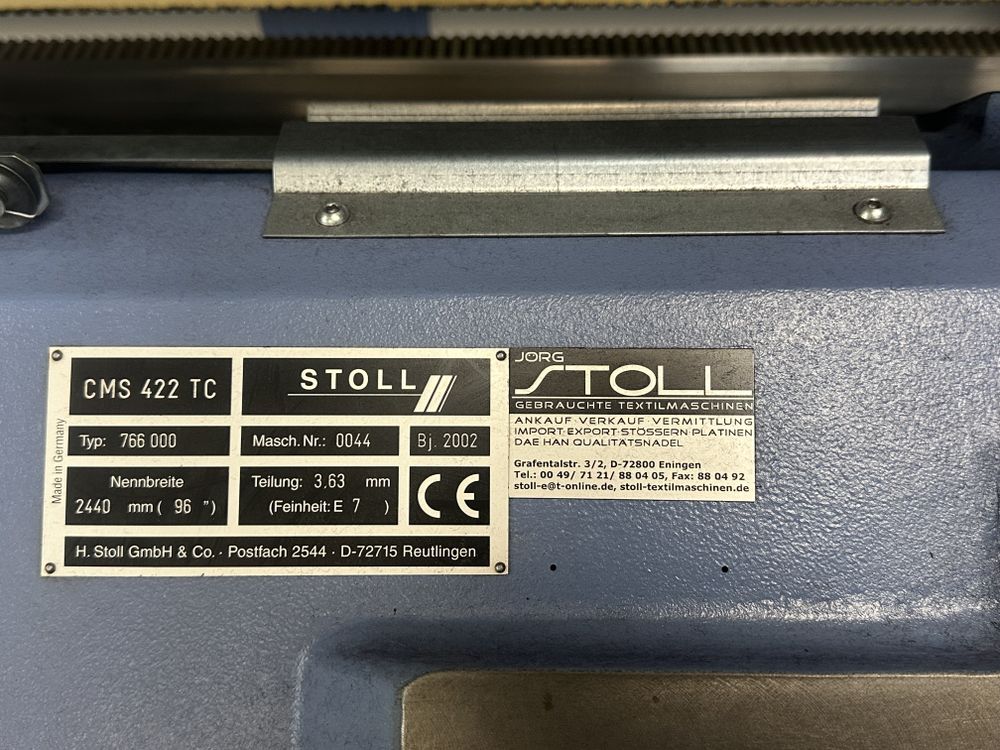 CMS 422 TC
STOLL
Typ: 766 000
Masch. Nr.: 0044
Bj. 2002
Nennbreite
2440 mm ( 96 ")
Teilung: 3,63 mm
(Feinheit: E 7 )
CE
H. Stoll GmbH & Co. · Postfach 2544 · D-72715 Reutlingen
Made in Germany
JÖRG
STOLL
GEBRAUCHTE TEXTILMASCHINEN
ANKAUF·VERKAUF·VERMITTLUNG
IMPORT·EXPORT·STÖSSERN·PLATINEN
DAE HAN QUALITÄTSNADEL
Grafentalstr. 3/2, D-72800 Eningen
Tel.: 00 49/ 71 21/ 88 04 05, Fax: 88 04 92
stoll-e@t-online.de, stoll-textilmaschinen.de